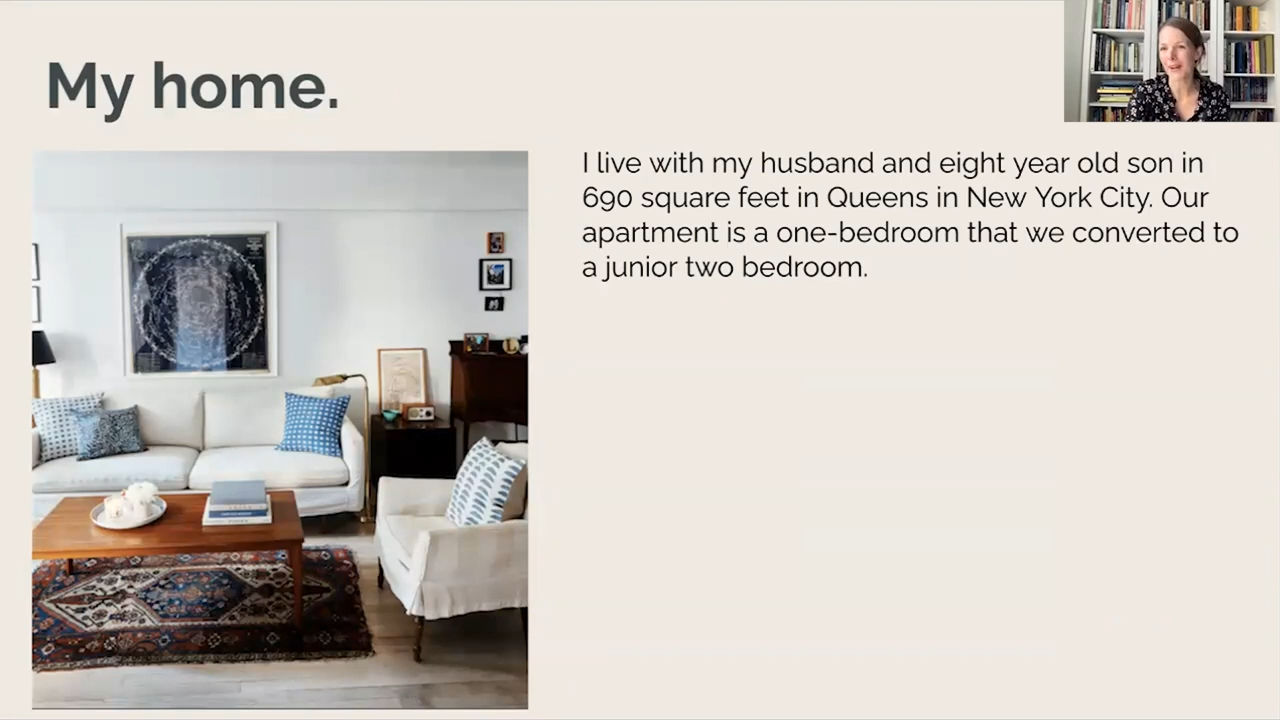 My home.
I live with my husband and eight year old son in
690 square feet in Queens in New York City. Our
apartment is a one-bedroom that we converted to
a junior two bedroom.